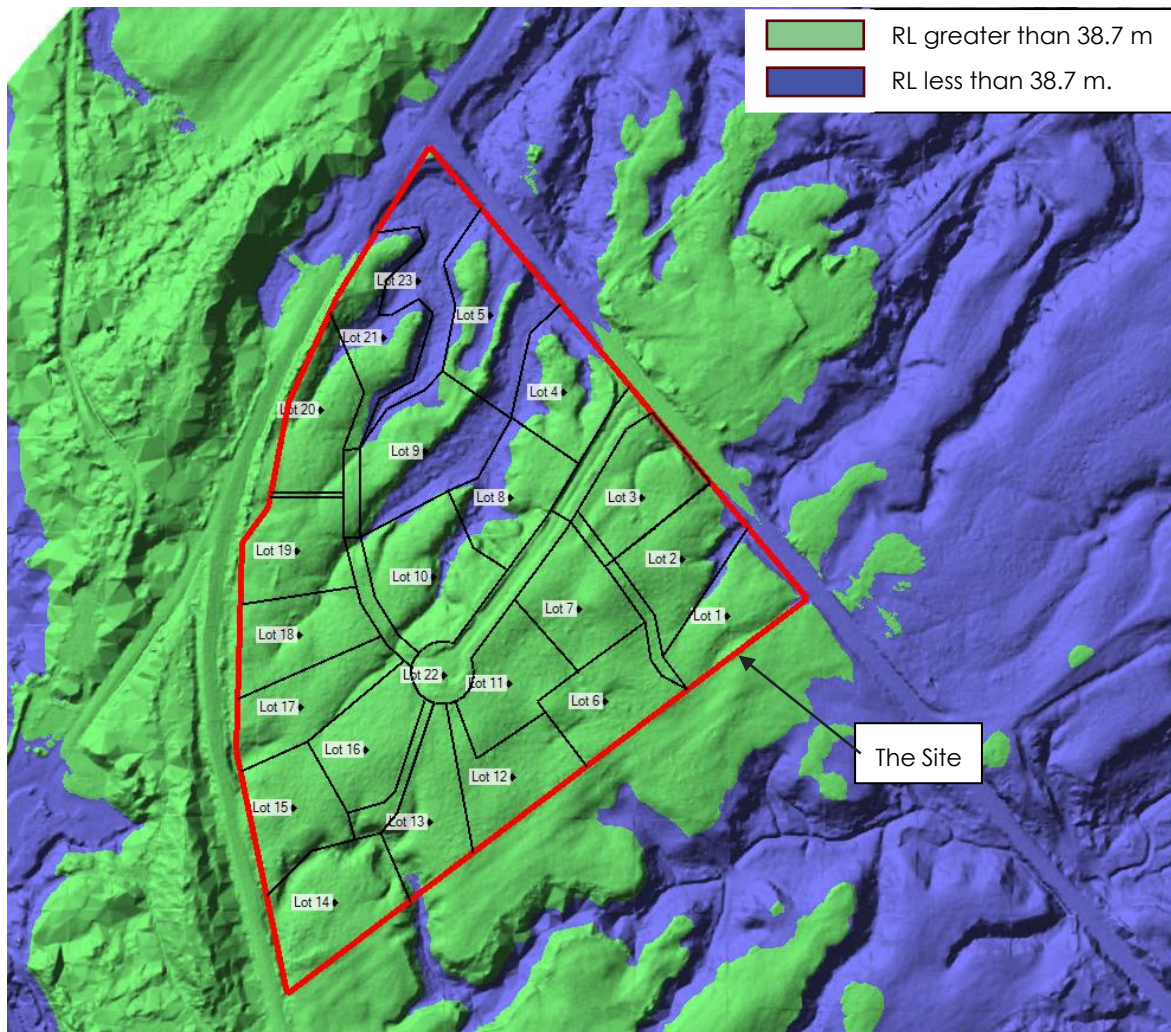 RL greater than 38.7 m
RL less than 38.7 m.
Lot 23
Lot 5
Lot 21
Lot 4
Lot 20
Lot 9
Lot 8
Lot 3
Lot 19
Lot 2
Lot 10
Lot 7
Lot 1
Lot 18
Lot 22
Lot 11
Lot 6
Lot 17
Lot 16
The Site
Lot 12
Lot 15
Lot 13
Lot 14